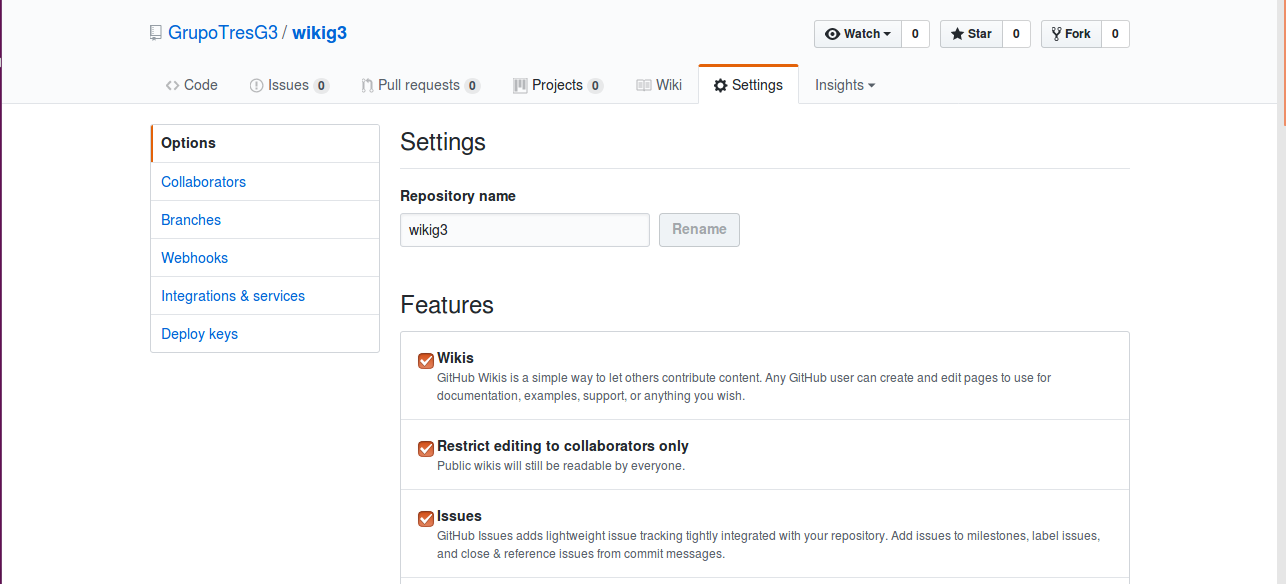 GrupoTresG3 / wikig3
Watch 0 Star 0 Fork 0
Code Issues 0 Pull requests 0 Projects 0 Wiki Settings Insights
Options
Collaborators
Branches
Webhooks
Integrations & services
Deploy keys
Settings
Repository name
wikig3 Rename
Features
Wikis
GitHub Wikis is a simple way to let others contribute content. Any GitHub user can create and edit pages to use for
documentation, examples, support, or anything you wish.
Restrict editing to collaborators only
Public wikis will still be readable by everyone.
Issues
GitHub Issues adds lightweight issue tracking tightly integrated with your repository. Add issues to milestones, label issues,
and close & reference issues from commit messages.